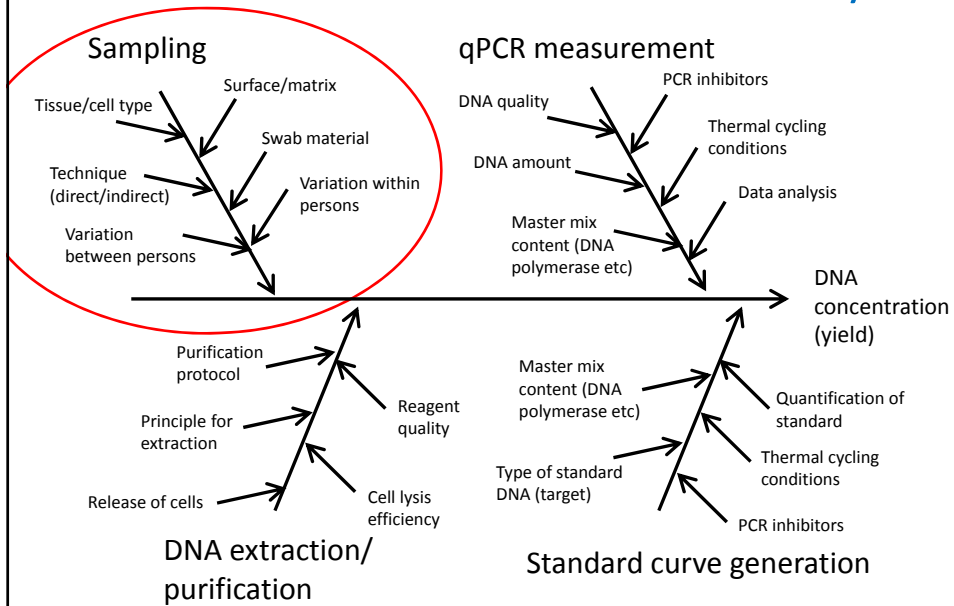 Sampling
Tissue/cell type
Surface/matrix
Swab material
Technique
(direct/indirect)
Variation within
persons
Variation
between persons
qPCR measurement
PCR inhibitors
DNA quality
Thermal cycling
conditions
DNA amount
Data analysis
Master mix
content (DNA
polymerase etc)
DNA
concentration
(yield)
Purification
protocol
Reagent
quality
Principle for
extraction
Cell lysis
efficiency
Release of cells
DNA extraction/
purification
Master mix
content (DNA
polymerase etc)
Quantification of
standard
Thermal cycling
conditions
Type of standard
DNA (target)
PCR inhibitors
Standard curve generation